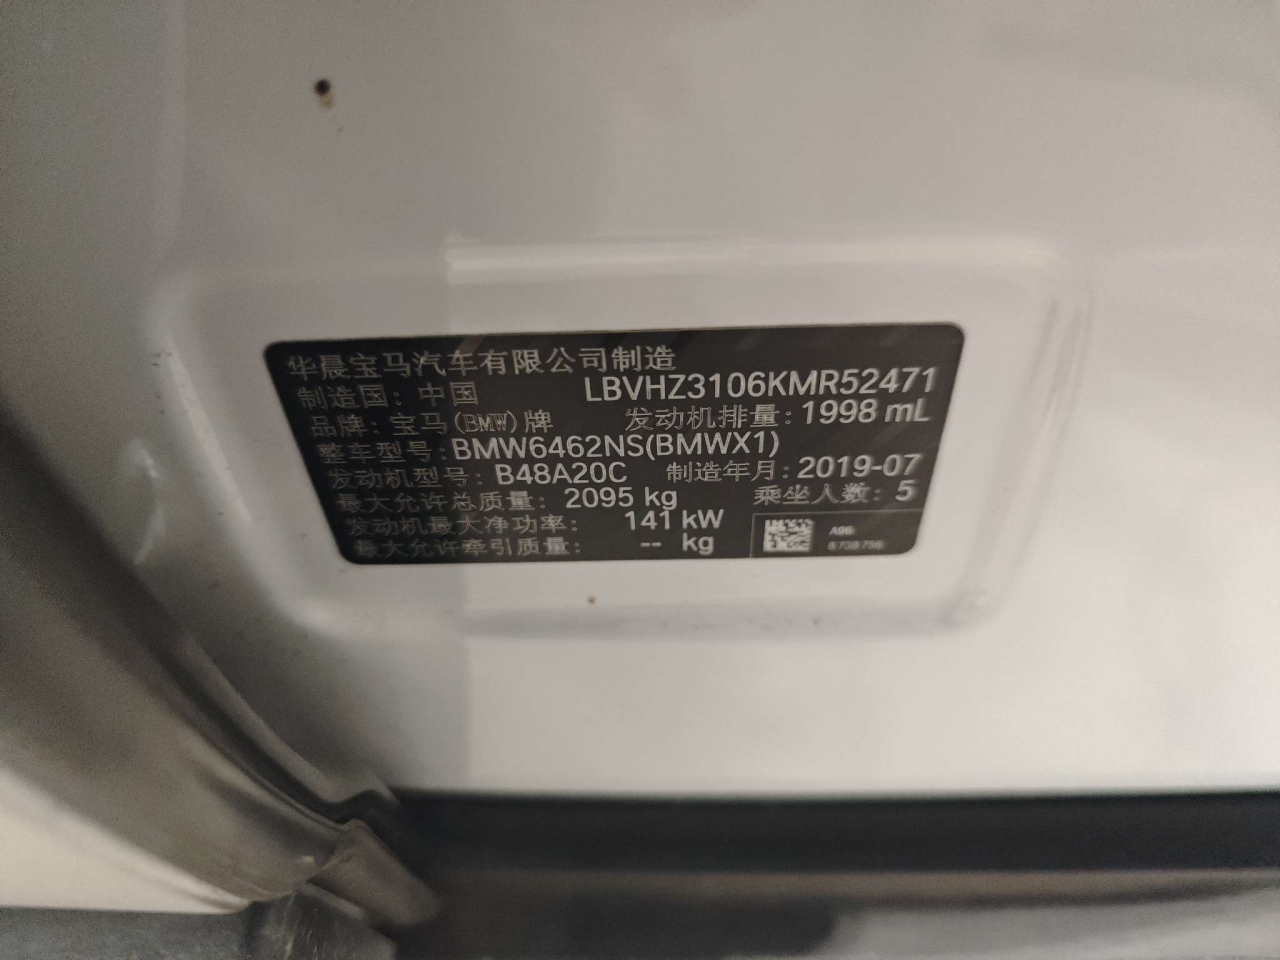 华晨宝马汽车有限公司制造
制造国：中国 LBVHZ3106KMR52471
品牌：宝马(BMW)牌 发动机排量：1998 mL
整车型号：BMW6462NS(BMWX1)
发动机型号：B48A20C 制造年月：2019-07
最大允许总质量：2095 kg 乘坐人数：5
发动机最大净功率：141 kW
最大允许牵引质量：-- kg
A96
8738756